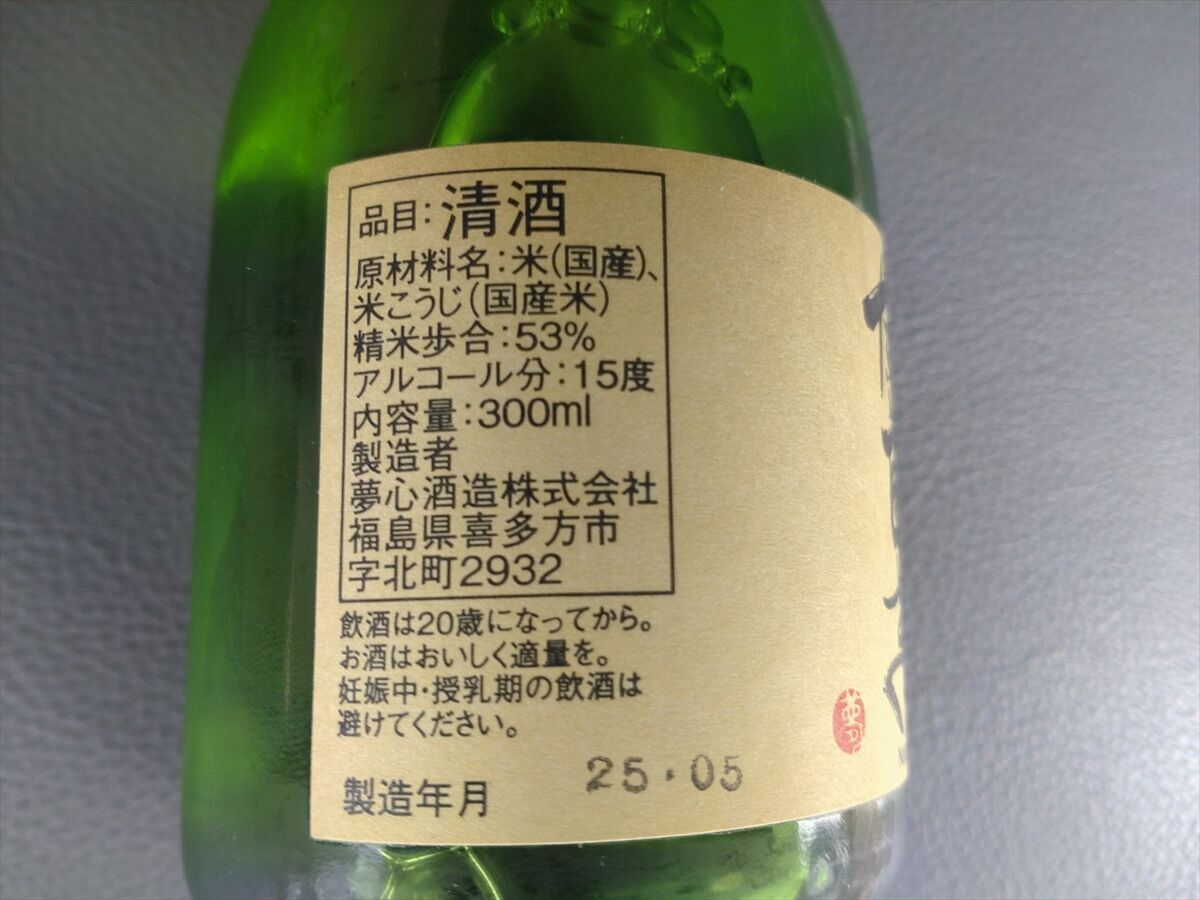 品目:清酒
原材料名:米(国産)、
米こうじ(国産米)
精米歩合:53%
アルコール分:15度
内容量:300ml
製造者
夢心酒造株式会社
福島県喜多方市
字北町2932
飲酒は20歳になってから。
お酒はおいしく適量を。
妊娠中・授乳期の飲酒は
避けてください。
製造年月 25・05